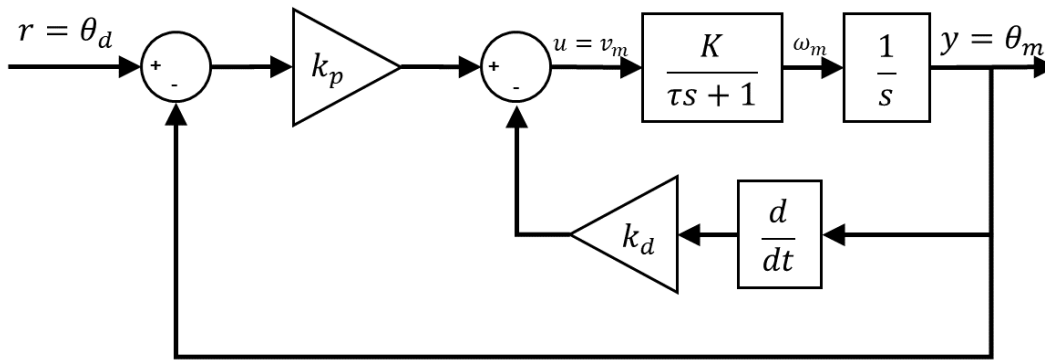 r = θ_d
+
-
k_p
+
-
u = v_m
K
τs + 1
ω_m
1
s
y = θ_m
k_d
d
dt